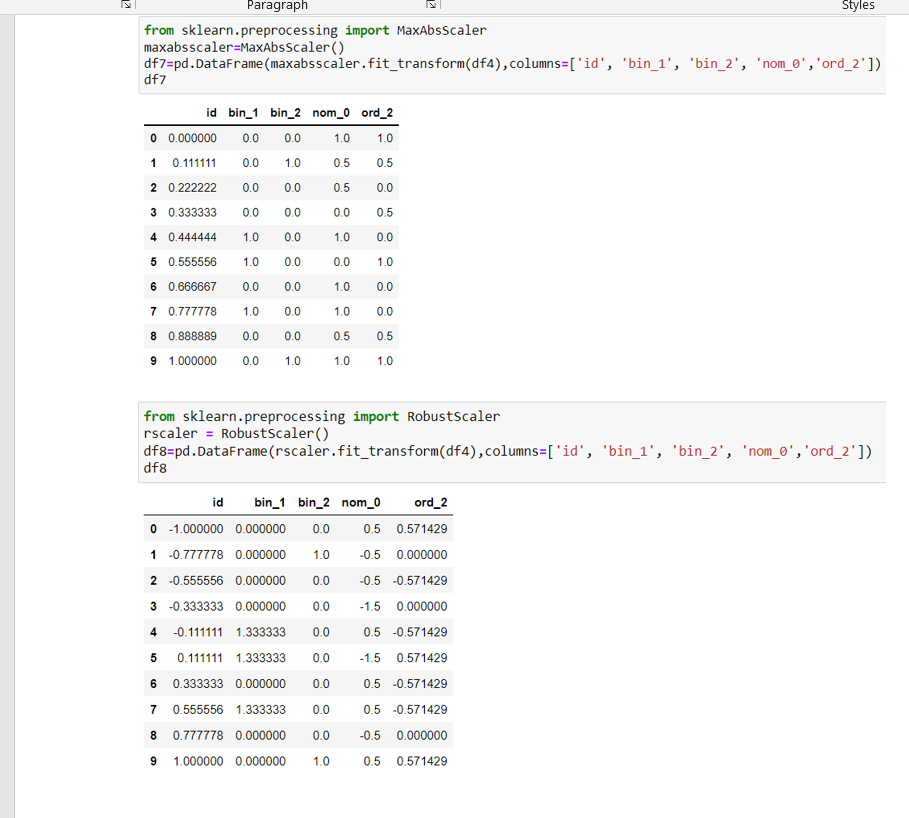 Paragraph Styles
from sklearn.preprocessing import MaxAbsScaler
maxabsscaler=MaxAbsScaler()
df7=pd.DataFrame(maxabsscaler.fit_transform(df4),columns=['id', 'bin_1', 'bin_2', 'nom_0','ord_2'])
df7
id bin_1 bin_2 nom_0 ord_2
0 0.000000 0.0 0.0 1.0 1.0
1 0.111111 0.0 1.0 0.5 0.5
2 0.222222 0.0 0.0 0.5 0.0
3 0.333333 0.0 0.0 0.0 0.5
4 0.444444 1.0 0.0 1.0 0.0
5 0.555556 1.0 0.0 0.0 1.0
6 0.666667 0.0 0.0 1.0 0.0
7 0.777778 1.0 0.0 1.0 0.0
8 0.888889 0.0 0.0 0.5 0.5
9 1.000000 0.0 1.0 1.0 1.0
from sklearn.preprocessing import RobustScaler
rscaler = RobustScaler()
df8=pd.DataFrame(rscaler.fit_transform(df4),columns=['id', 'bin_1', 'bin_2', 'nom_0','ord_2'])
df8
id bin_1 bin_2 nom_0 ord_2
0 -1.000000 0.000000 0.0 0.5 0.571429
1 -0.777778 0.000000 1.0 -0.5 0.000000
2 -0.555556 0.000000 0.0 -0.5 -0.571429
3 -0.333333 0.000000 0.0 -1.5 0.000000
4 -0.111111 1.333333 0.0 0.5 -0.571429
5 0.111111 1.333333 0.0 -1.5 0.571429
6 0.333333 0.000000 0.0 0.5 -0.571429
7 0.555556 1.333333 0.0 0.5 -0.571429
8 0.777778 0.000000 0.0 -0.5 0.000000
9 1.000000 0.000000 1.0 0.5 0.571429